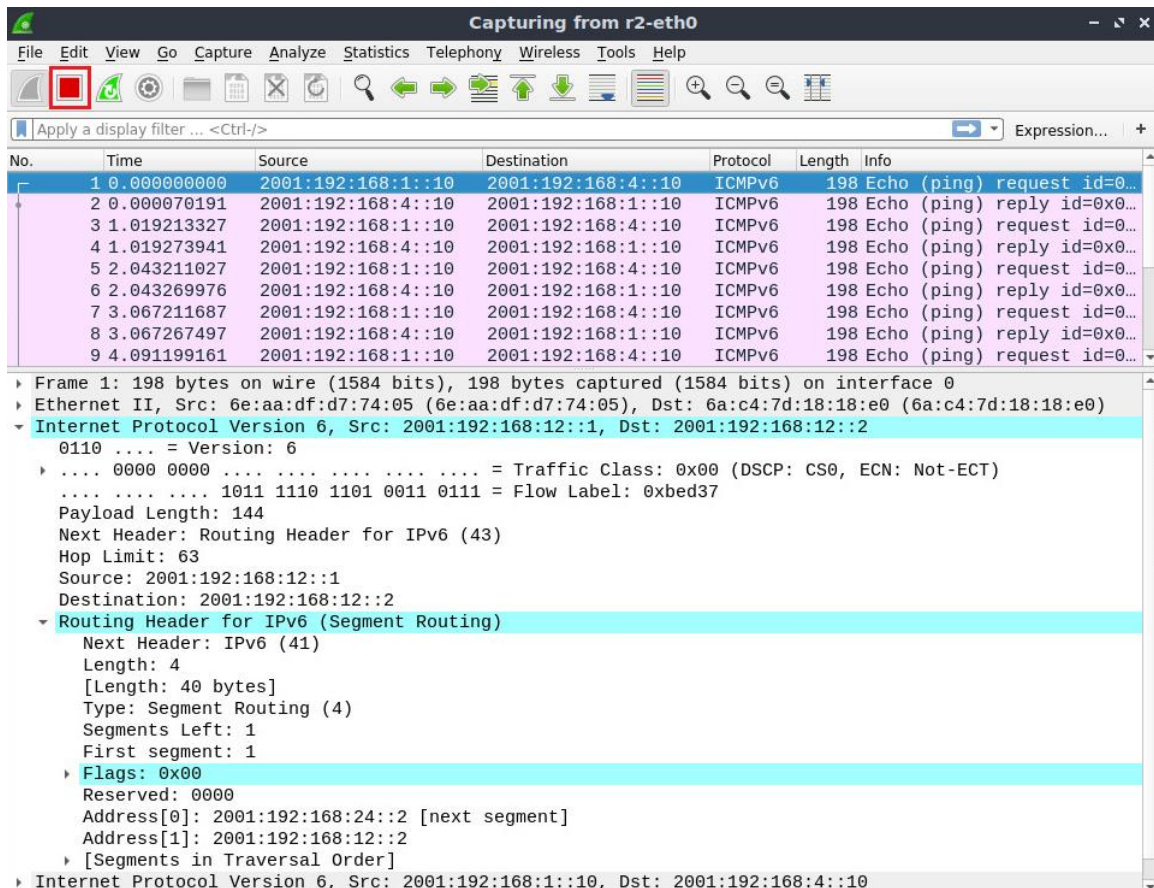 Capturing from r2-eth0
File Edit View Go Capture Analyze Statistics Telephony Wireless Tools Help
Apply a display filter ... <Ctrl-/> Expression... +
No. Time Source Destination Protocol Length Info
1 0.000000000 2001:192:168:1::10 2001:192:168:4::10 ICMPv6 198 Echo (ping) request id=0…
2 0.000070191 2001:192:168:4::10 2001:192:168:1::10 ICMPv6 198 Echo (ping) reply id=0x0…
3 1.019213327 2001:192:168:1::10 2001:192:168:4::10 ICMPv6 198 Echo (ping) request id=0…
4 1.019273941 2001:192:168:4::10 2001:192:168:1::10 ICMPv6 198 Echo (ping) reply id=0x0…
5 2.043211027 2001:192:168:1::10 2001:192:168:4::10 ICMPv6 198 Echo (ping) request id=0…
6 2.043269976 2001:192:168:4::10 2001:192:168:1::10 ICMPv6 198 Echo (ping) reply id=0x0…
7 3.067211687 2001:192:168:1::10 2001:192:168:4::10 ICMPv6 198 Echo (ping) request id=0…
8 3.067267497 2001:192:168:4::10 2001:192:168:1::10 ICMPv6 198 Echo (ping) reply id=0x0…
9 4.091199161 2001:192:168:1::10 2001:192:168:4::10 ICMPv6 198 Echo (ping) request id=0…
Frame 1: 198 bytes on wire (1584 bits), 198 bytes captured (1584 bits) on interface 0
Ethernet II, Src: 6e:aa:df:d7:74:05 (6e:aa:df:d7:74:05), Dst: 6a:c4:7d:18:18:e0 (6a:c4:7d:18:18:e0)
Internet Protocol Version 6, Src: 2001:192:168:12::1, Dst: 2001:192:168:12::2
0110 .... = Version: 6
.... 0000 0000 .... .... .... .... .... = Traffic Class: 0x00 (DSCP: CS0, ECN: Not-ECT)
.... .... .... 1011 1110 1101 0011 0111 = Flow Label: 0xbed37
Payload Length: 144
Next Header: Routing Header for IPv6 (43)
Hop Limit: 63
Source: 2001:192:168:12::1
Destination: 2001:192:168:12::2
Routing Header for IPv6 (Segment Routing)
Next Header: IPv6 (41)
Length: 4
[Length: 40 bytes]
Type: Segment Routing (4)
Segments Left: 1
First segment: 1
Flags: 0x00
Reserved: 0000
Address[0]: 2001:192:168:24::2 [next segment]
Address[1]: 2001:192:168:12::2
[Segments in Traversal Order]
Internet Protocol Version 6, Src: 2001:192:168:1::10, Dst: 2001:192:168:4::10